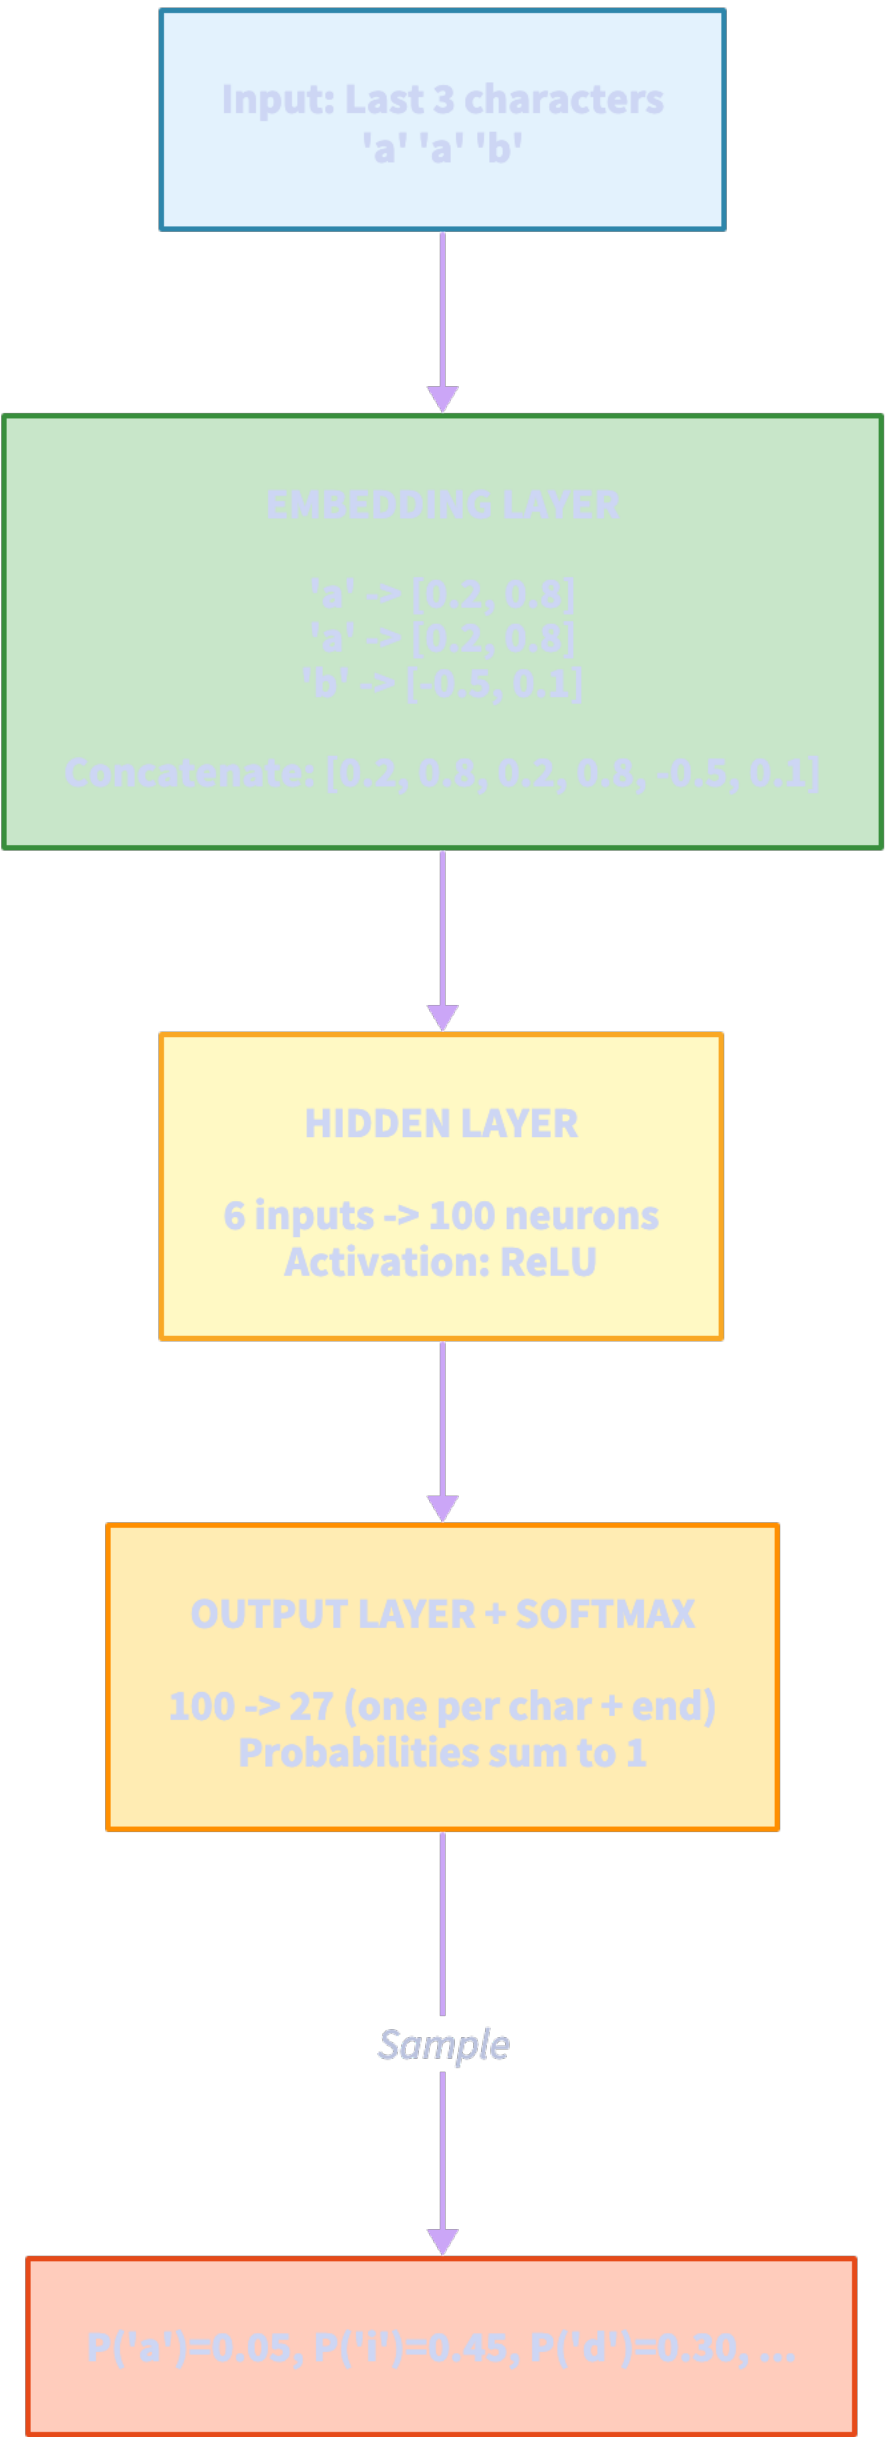 Input: Last 3 characters
'a' 'a' 'b'
EMBEDDING LAYER
'a' -> [0.2, 0.8]
'a' -> [0.2, 0.8]
'b' -> [-0.5, 0.1]
Concatenate: [0.2, 0.8, 0.2, 0.8, -0.5, 0.1]
HIDDEN LAYER
6 inputs -> 100 neurons
Activation: ReLU
OUTPUT LAYER + SOFTMAX
100 -> 27 (one per char + end)
Probabilities sum to 1
Sample
P('a')=0.05, P('i')=0.45, P('d')=0.30, ...